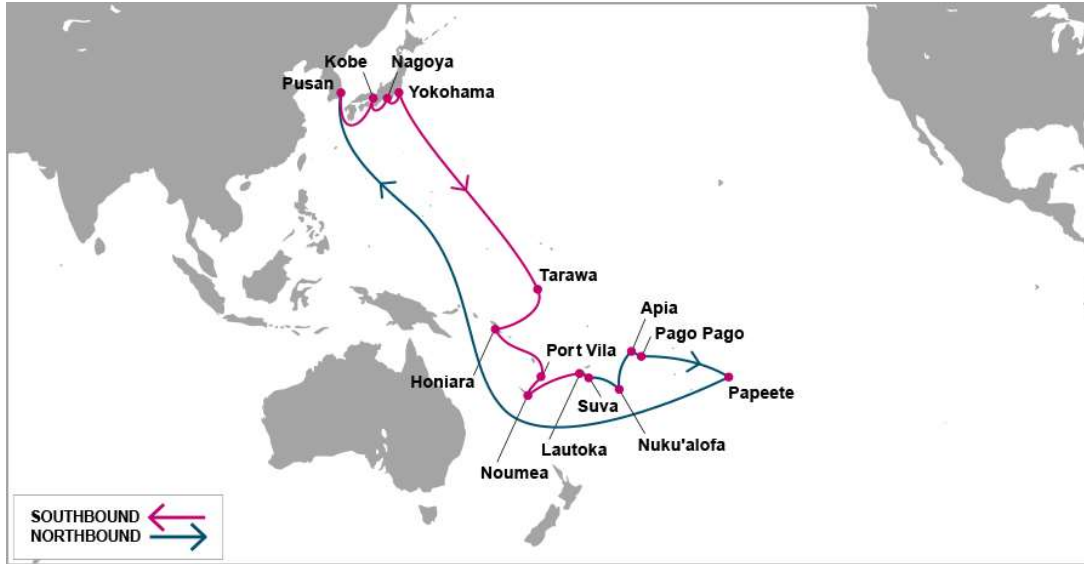 Kobe
Nagoya
Pusan
Yokohama
Tarawa
Apia
Pago Pago
Port Vila
Honiara
Papeete
Suva
Nuku'alofa
Lautoka
Noumea
SOUTHBOUND
NORTHBOUND